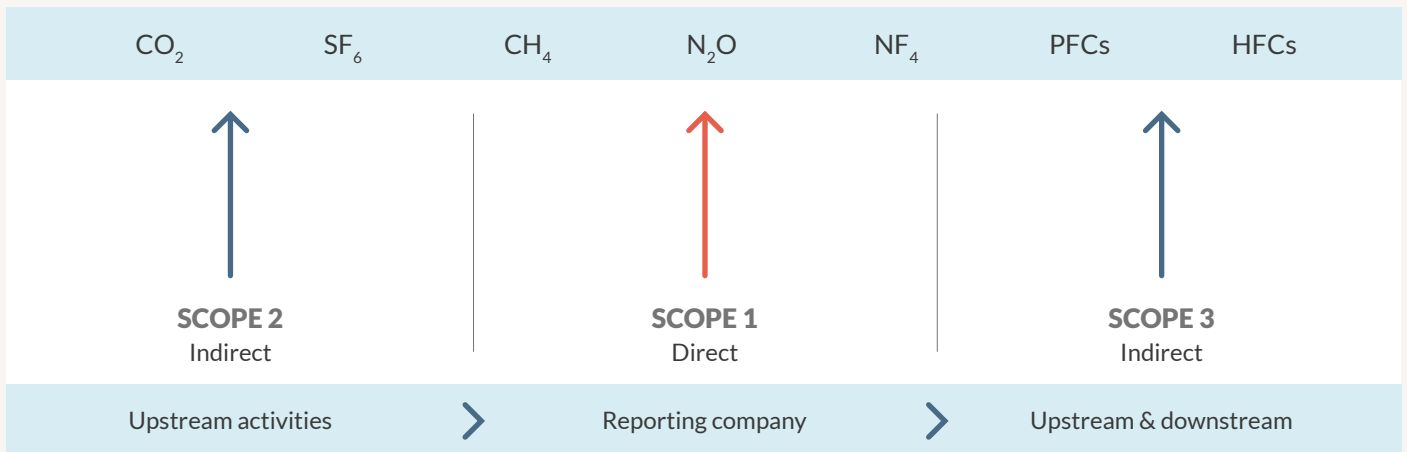 CO₂ SF₆ CH₄ N₂O NF₄ PFCs HFCs
SCOPE 2 SCOPE 1 SCOPE 3
Indirect Direct Indirect
Upstream activities Reporting company Upstream & downstream